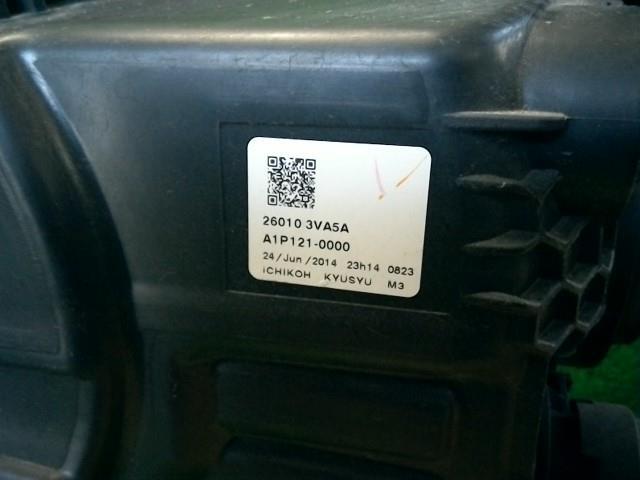 26010 3VA5A
A1P121-0000
24/Jun/2014 23h14 0823
iCHIKOH KYUSYU M3